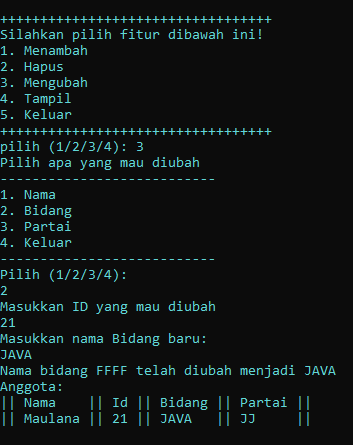 ++++++++++++++++++++++++++++++++++
Silahkan pilih fitur dibawah ini!
1. Menambah
2. Hapus
3. Mengubah
4. Tampil
5. Keluar
++++++++++++++++++++++++++++++++++
pilih (1/2/3/4): 3
Pilih apa yang mau diubah
---------------------------
1. Nama
2. Bidang
3. Partai
4. Keluar
---------------------------
Pilih (1/2/3/4):
2
Masukkan ID yang mau diubah
21
Masukkan nama Bidang baru:
JAVA
Nama bidang FFFF telah diubah menjadi JAVA
Anggota:
|| Nama    || Id || Bidang || Partai ||
|| Maulana || 21 || JAVA   || JJ     ||